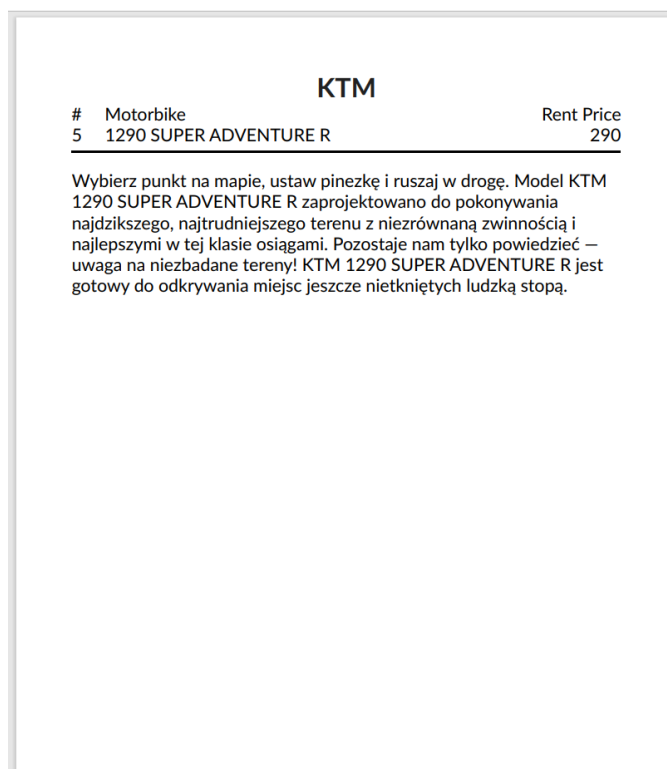 KTM
# Motorbike Rent Price
5 1290 SUPER ADVENTURE R 290
Wybierz punkt na mapie, ustaw pinezkę i ruszaj w drogę. Model KTM
1290 SUPER ADVENTURE R zaprojektowano do pokonywania
najdzikszego, najtrudniejszego terenu z niezrównaną zwinnością i
najlepszymi w tej klasie osiągami. Pozostaje nam tylko powiedzieć —
uwaga na niezbadane tereny! KTM 1290 SUPER ADVENTURE R jest
gotowy do odkrywania miejsc jeszcze nietkniętych ludzką stopą.